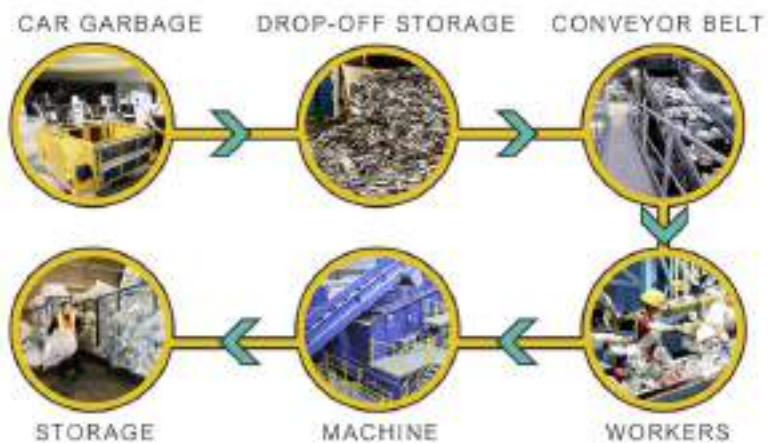 CAR GARBAGE
DROP-OFF STORAGE
CONVEYOR BELT
STORAGE
MACHINE
WORKERS